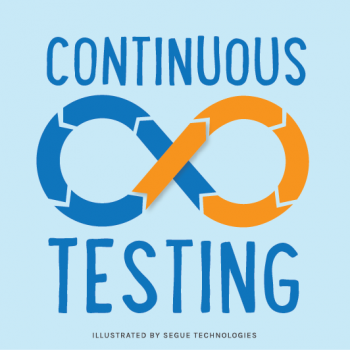 CONTINUOUS
TESTING
ILLUSTRATED BY SEGUE TECHNOLOGIES